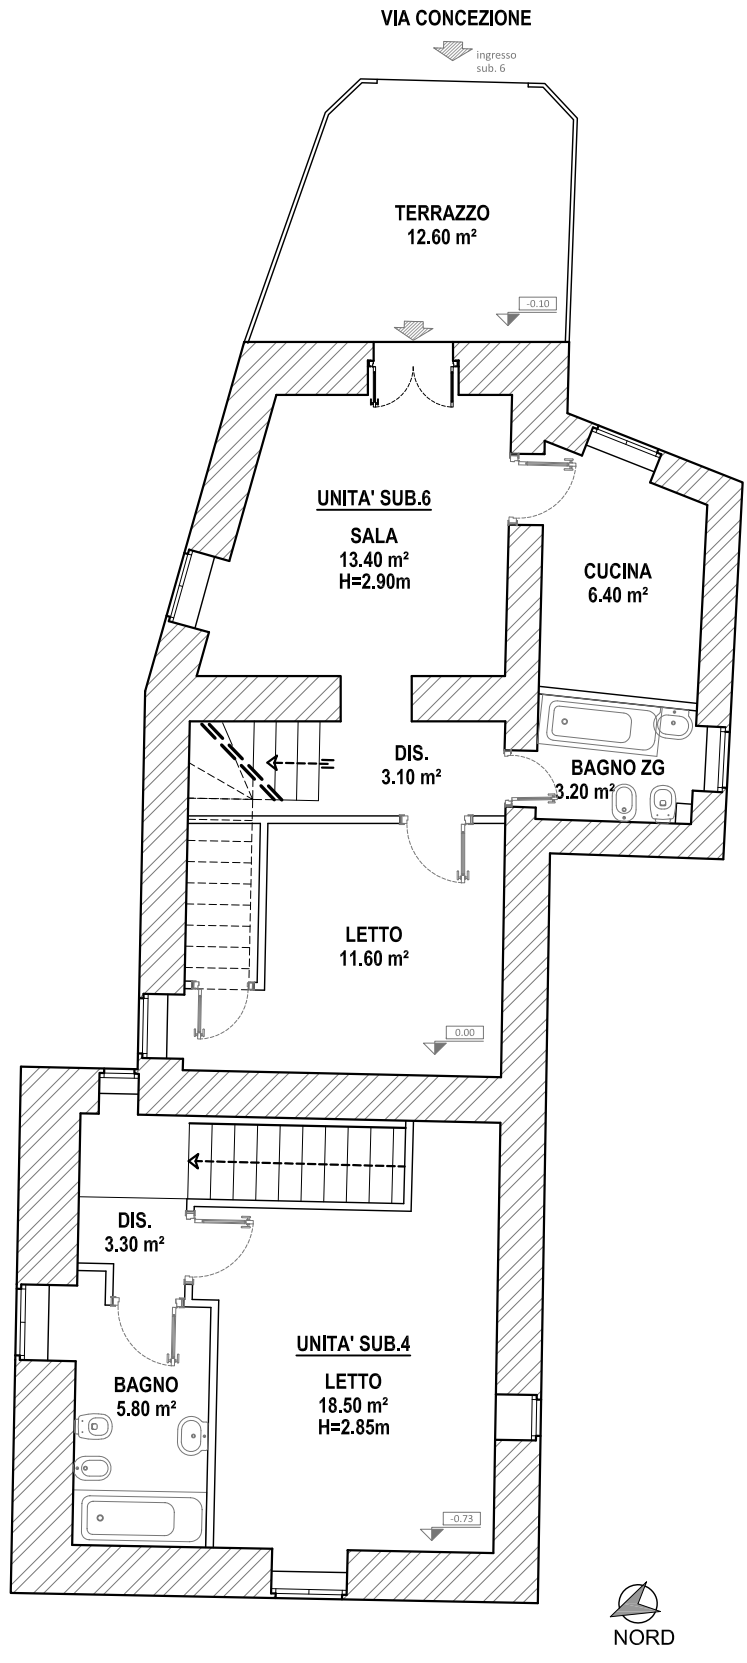 VIA CONCEZIONE
ingresso
sub. 6
TERRAZZO
12.60 m²
-0.10
UNITA' SUB.6
SALA
13.40 m²
H=2.90m
CUCINA
6.40 m²
DIS.
3.10 m²
BAGNO ZG
3.20 m²
LETTO
11.60 m²
0.00
DIS.
3.30 m²
UNITA' SUB.4
LETTO
18.50 m²
H=2.85m
BAGNO
5.80 m²
-0.73
NORD